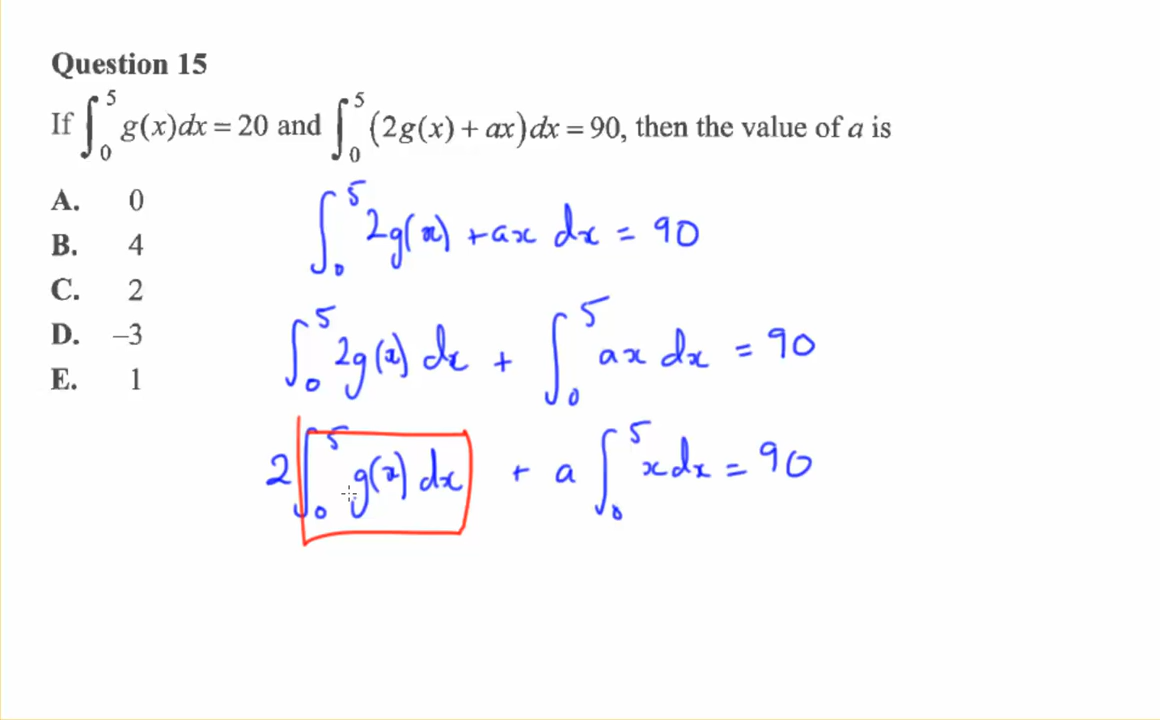 Question 15
If ∫₀⁵ g(x)dx = 20 and ∫₀⁵ (2g(x) + ax)dx = 90, then the value of a is
A. 0
B. 4
C. 2
D. –3
E. 1
∫₀⁵ 2g(x) + ax dx = 90
∫₀⁵ 2g(x) dx + ∫₀⁵ ax dx = 90
2 ∫₀⁵ g(x) dx + a ∫₀⁵ x dx = 90